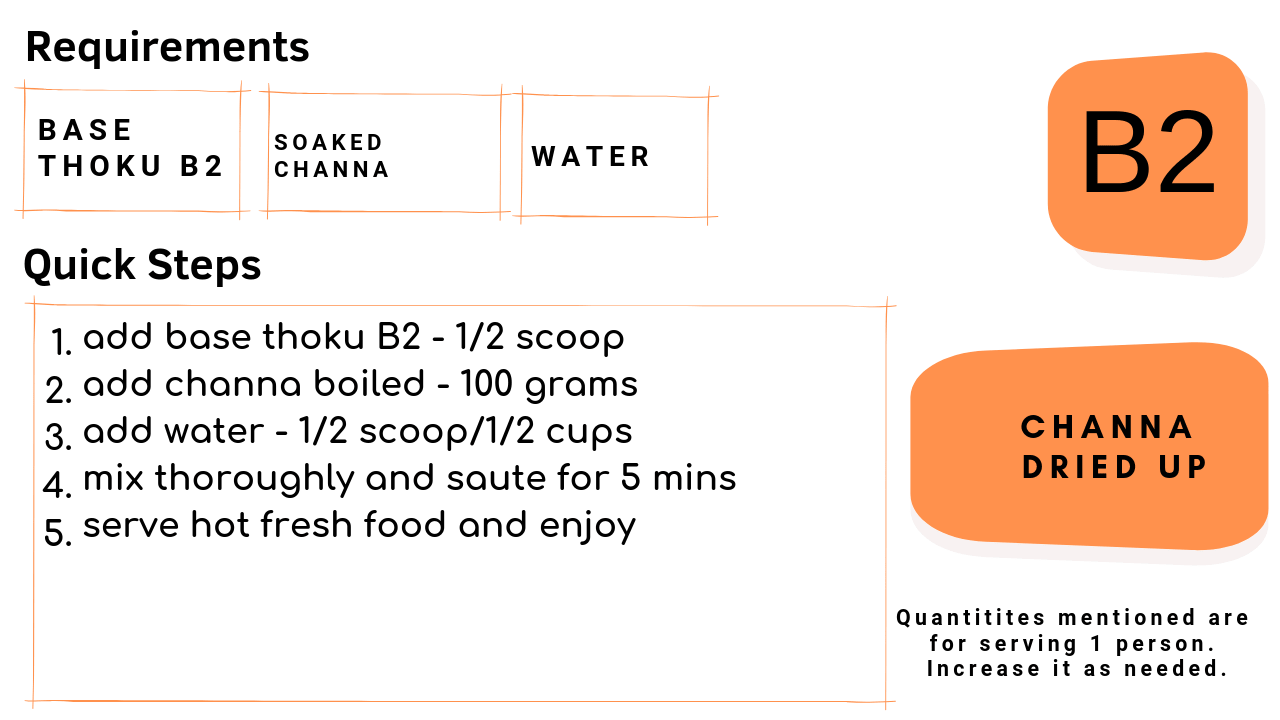 Requirements
BASE
THOKU B2
SOAKED
CHANNA
WATER
B2
Quick Steps
1. add base thoku B2 - 1/2 scoop
2. add channa boiled - 100 grams
3. add water - 1/2 scoop/1/2 cups
4. mix thoroughly and saute for 5 mins
5. serve hot fresh food and enjoy
CHANNA
DRIED UP
Quantitites mentioned are
for serving 1 person.
Increase it as needed.